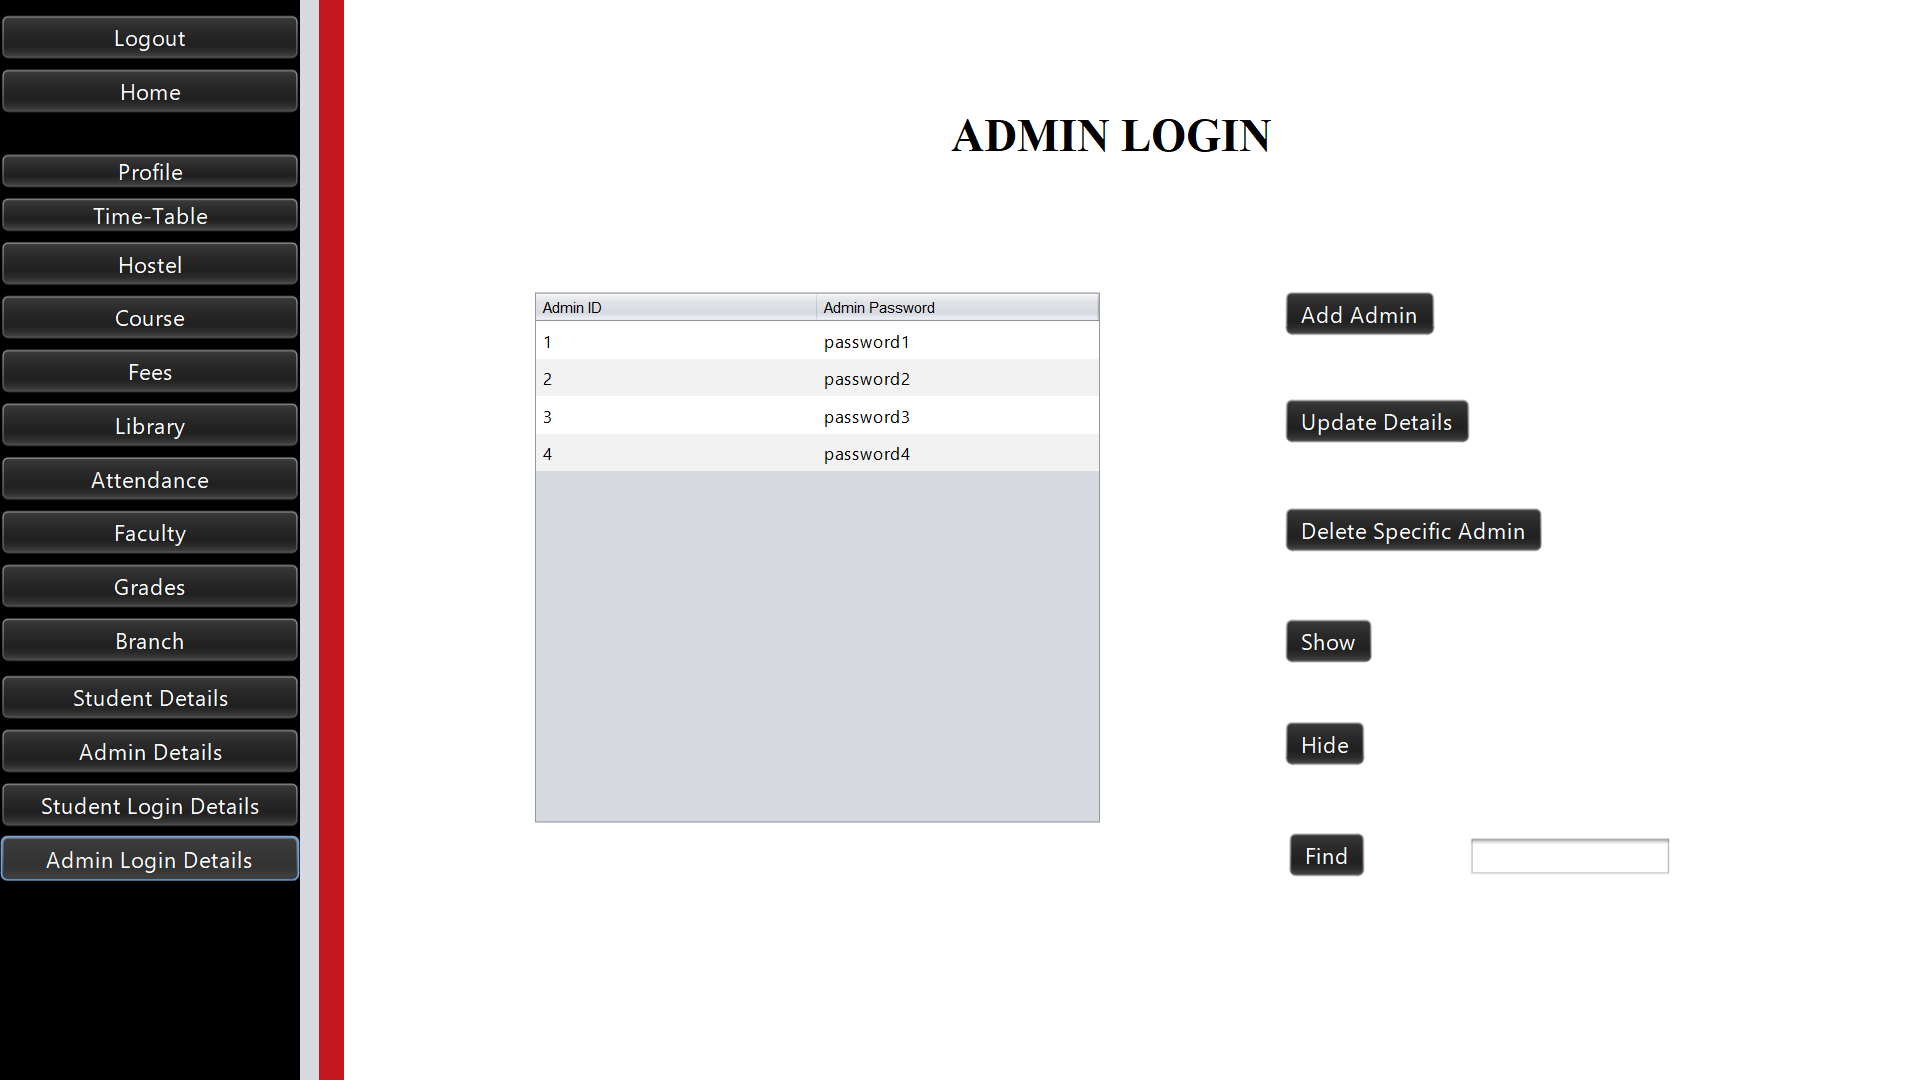 Logout
Home
Profile
Time-Table
Hostel
Course
Fees
Library
Attendance
Faculty
Grades
Branch
Student Details
Admin Details
Student Login Details
Admin Login Details
ADMIN LOGIN
Admin ID Admin Password
1 password1
2 password2
3 password3
4 password4
Add Admin
Update Details
Delete Specific Admin
Show
Hide
Find